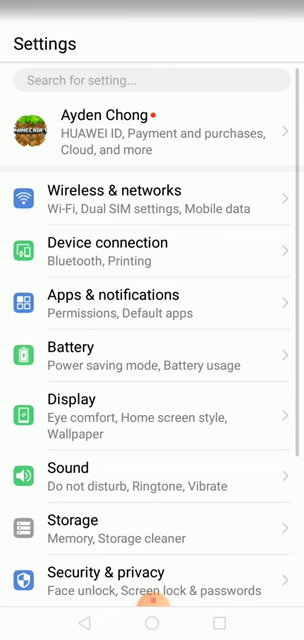 Settings
Search for setting...
Ayden Chong
MINECRAFT
HUAWEI ID, Payment and purchases,
Cloud, and more
Wireless & networks
Wi-Fi, Dual SIM settings, Mobile data
Device connection
Bluetooth, Printing
Apps & notifications
Permissions, Default apps
Battery
Power saving mode, Battery usage
Display
Eye comfort, Home screen style,
Wallpaper
Sound
Do not disturb, Ringtone, Vibrate
Storage
Memory, Storage cleaner
Security & privacy
Face unlock, Screen lock & passwords